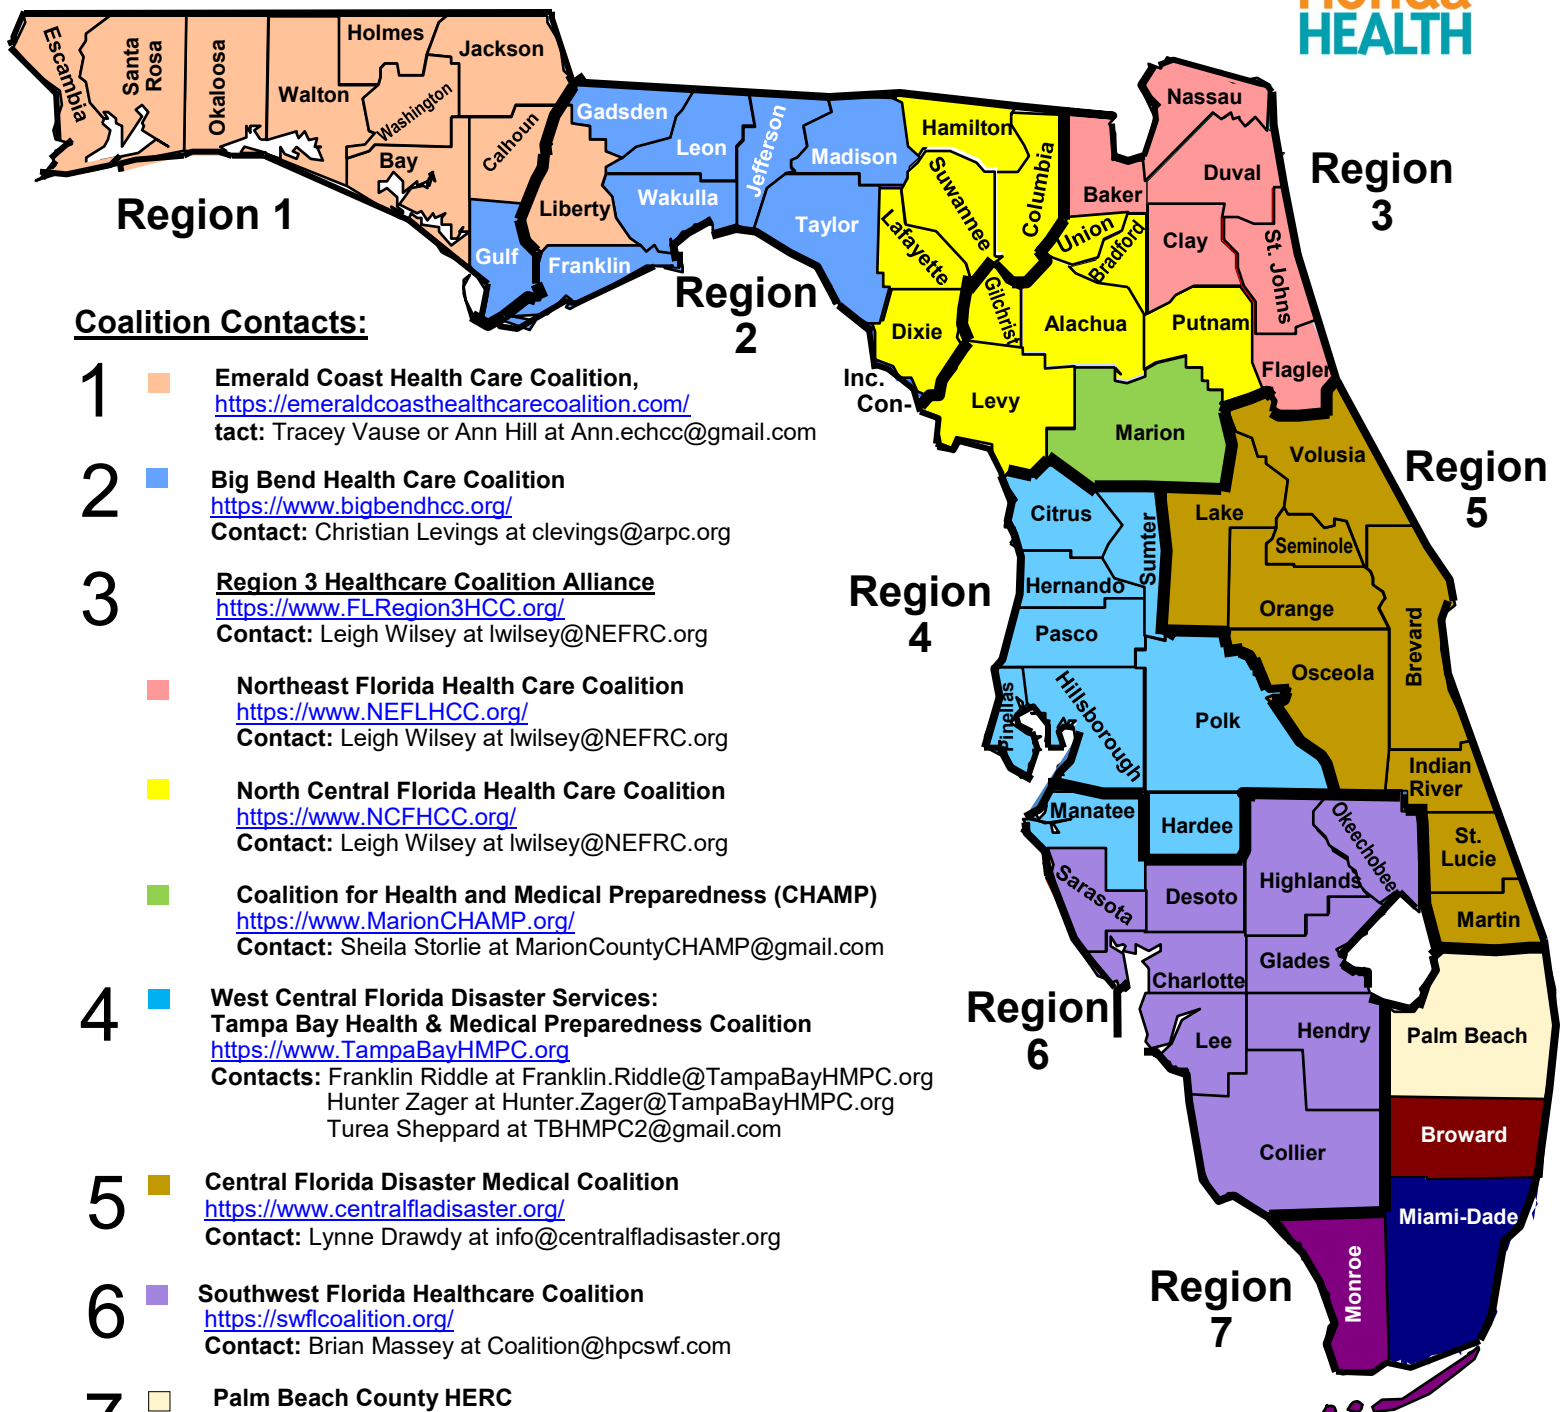 HEALTH
Escambia
Santa
Rosa
Okaloosa
Walton
Holmes
Washington
Jackson
Bay
Calhoun
Gulf
Liberty
Gadsden
Franklin
Leon
Wakulla
Jefferson
Madison
Taylor
Hamilton
Suwannee
Lafayette
Columbia
Dixie
Gilchrist
Union
Bradford
Alachua
Putnam
Levy
Marion
Nassau
Duval
Baker
Clay
St. Johns
Flagler
Region 1
Region
2
Region
3
Coalition Contacts:
1
Emerald Coast Health Care Coalition,
Inc.
https://emeraldcoasthealthcarecoalition.com/
Con-
tact: Tracey Vause or Ann Hill at Ann.echcc@gmail.com
2
Big Bend Health Care Coalition
https://www.bigbendhcc.org/
Contact: Christian Levings at clevings@arpc.org
3
Region 3 Healthcare Coalition Alliance
https://www.FLRegion3HCC.org/
Contact: Leigh Wilsey at lwilsey@NEFRC.org
Northeast Florida Health Care Coalition
https://www.NEFLHCC.org/
Contact: Leigh Wilsey at lwilsey@NEFRC.org
North Central Florida Health Care Coalition
https://www.NCFHCC.org/
Contact: Leigh Wilsey at lwilsey@NEFRC.org
Coalition for Health and Medical Preparedness (CHAMP)
https://www.MarionCHAMP.org/
Contact: Sheila Storlie at MarionCountyCHAMP@gmail.com
4
West Central Florida Disaster Services:
Tampa Bay Health & Medical Preparedness Coalition
https://www.TampaBayHMPC.org
Contacts: Franklin Riddle at Franklin.Riddle@TampaBayHMPC.org
Hunter Zager at Hunter.Zager@TampaBayHMPC.org
Turea Sheppard at TBHMPC2@gmail.com
5
Central Florida Disaster Medical Coalition
https://www.centralfladisaster.org/
Contact: Lynne Drawdy at info@centralfladisaster.org
6
Southwest Florida Healthcare Coalition
https://swflcoalition.org/
Contact: Brian Massey at Coalition@hpcswf.com
7
Palm Beach County HERC
Region
4
Citrus
Sumter
Hernando
Pasco
Pinellas
Hillsborough
Polk
Manatee
Hardee
Region
5
Volusia
Lake
Seminole
Orange
Osceola
Brevard
Indian
River
St.
Lucie
Martin
Region
6
Sarasota
Desoto
Highlands
Okeechobee
Charlotte
Glades
Lee
Hendry
Collier
Region
7
Palm Beach
Broward
Miami-Dade
Monroe